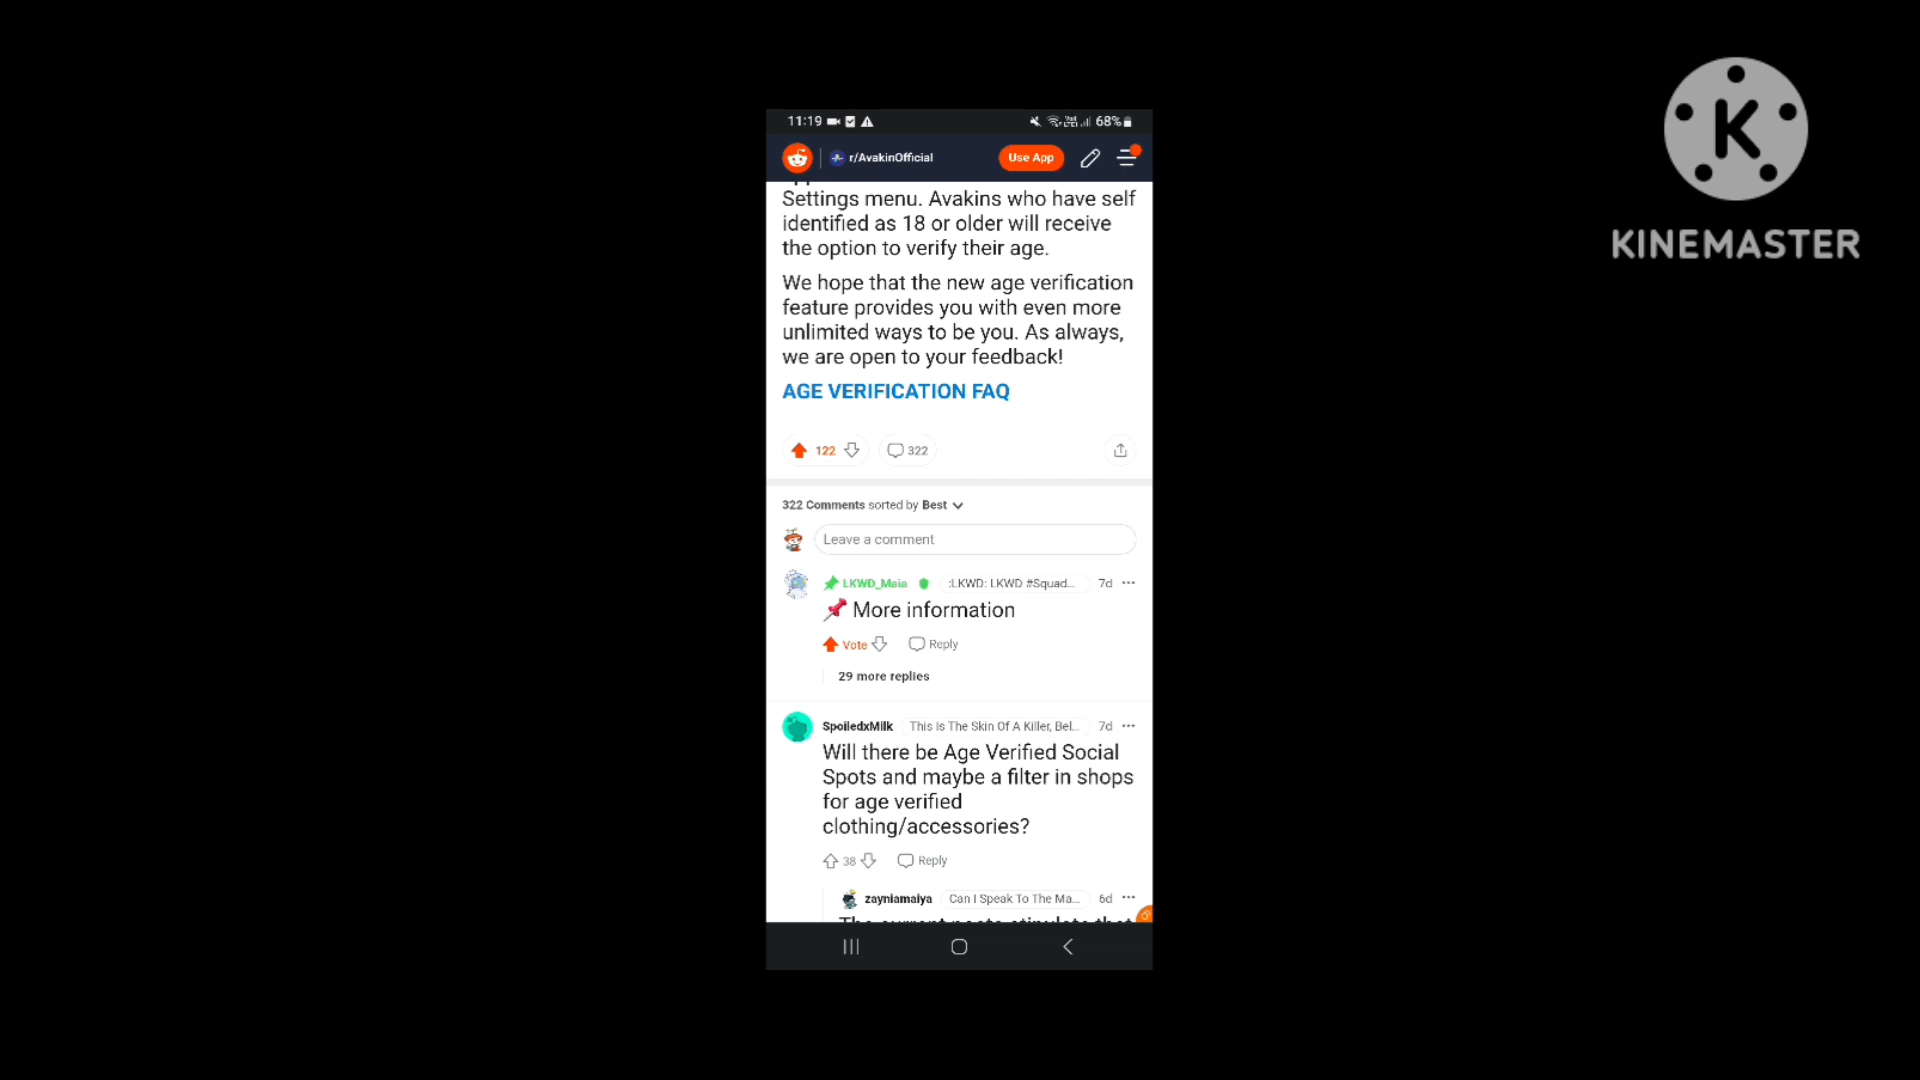 11:19 68%
r/AvakinOfficial Use App
KINEMASTER
Settings menu. Avakins who have self
identified as 18 or older will receive
the option to verify their age.
We hope that the new age verification
feature provides you with even more
unlimited ways to be you. As always,
we are open to your feedback!
AGE VERIFICATION FAQ
122 322
322 Comments sorted by Best
Leave a comment
LKWD_Maia :LKWD: LKWD #Squad... 7d
More information
Vote Reply
29 more replies
SpoiledxMilk This Is The Skin Of A Killer, Bel... 7d
Will there be Age Verified Social
Spots and maybe a filter in shops
for age verified
clothing/accessories?
38 Reply
zayniamaiya Can I Speak To The Ma... 6d